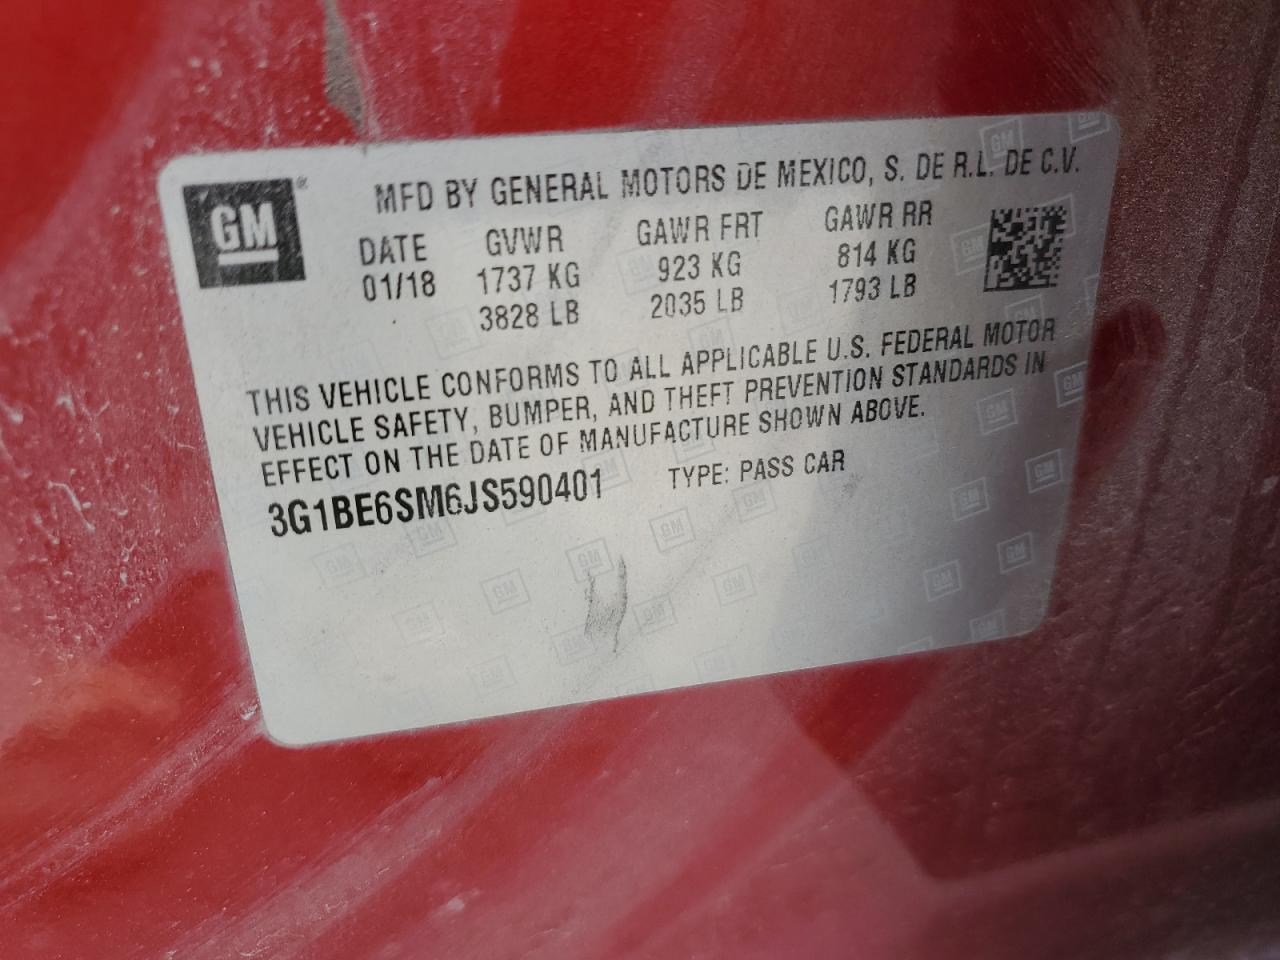 GM
MFD BY GENERAL MOTORS DE MEXICO, S. DE R.L. DE C.V.
DATE GVWR GAWR FRT GAWR RR
01/18 1737 KG 923 KG 814 KG
3828 LB 2035 LB 1793 LB
THIS VEHICLE CONFORMS TO ALL APPLICABLE U.S. FEDERAL MOTOR
VEHICLE SAFETY, BUMPER, AND THEFT PREVENTION STANDARDS IN
EFFECT ON THE DATE OF MANUFACTURE SHOWN ABOVE.
3G1BE6SM6JS590401 TYPE: PASS CAR